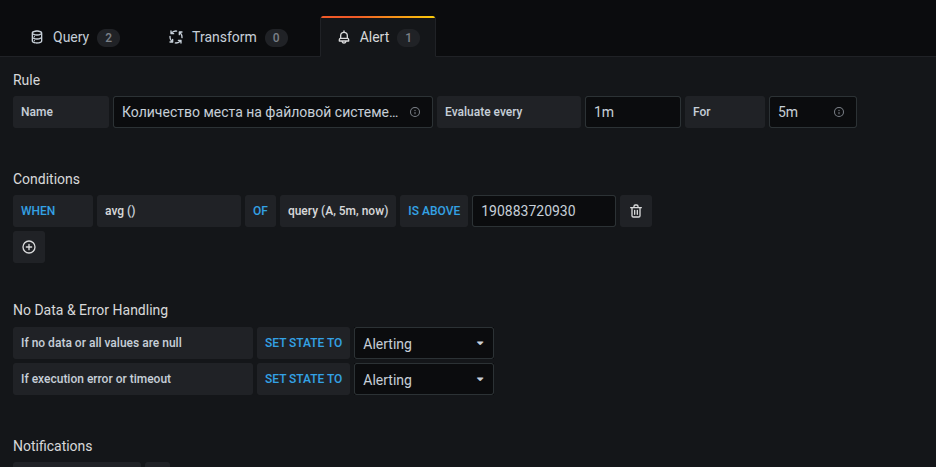 Query 2 Transform 0 Alert 1
Rule
Name Количество места на файловой системе... Evaluate every 1m For 5m
Conditions
WHEN avg () OF query (A, 5m, now) IS ABOVE 190883720930
No Data & Error Handling
If no data or all values are null SET STATE TO Alerting
If execution error or timeout SET STATE TO Alerting
Notifications